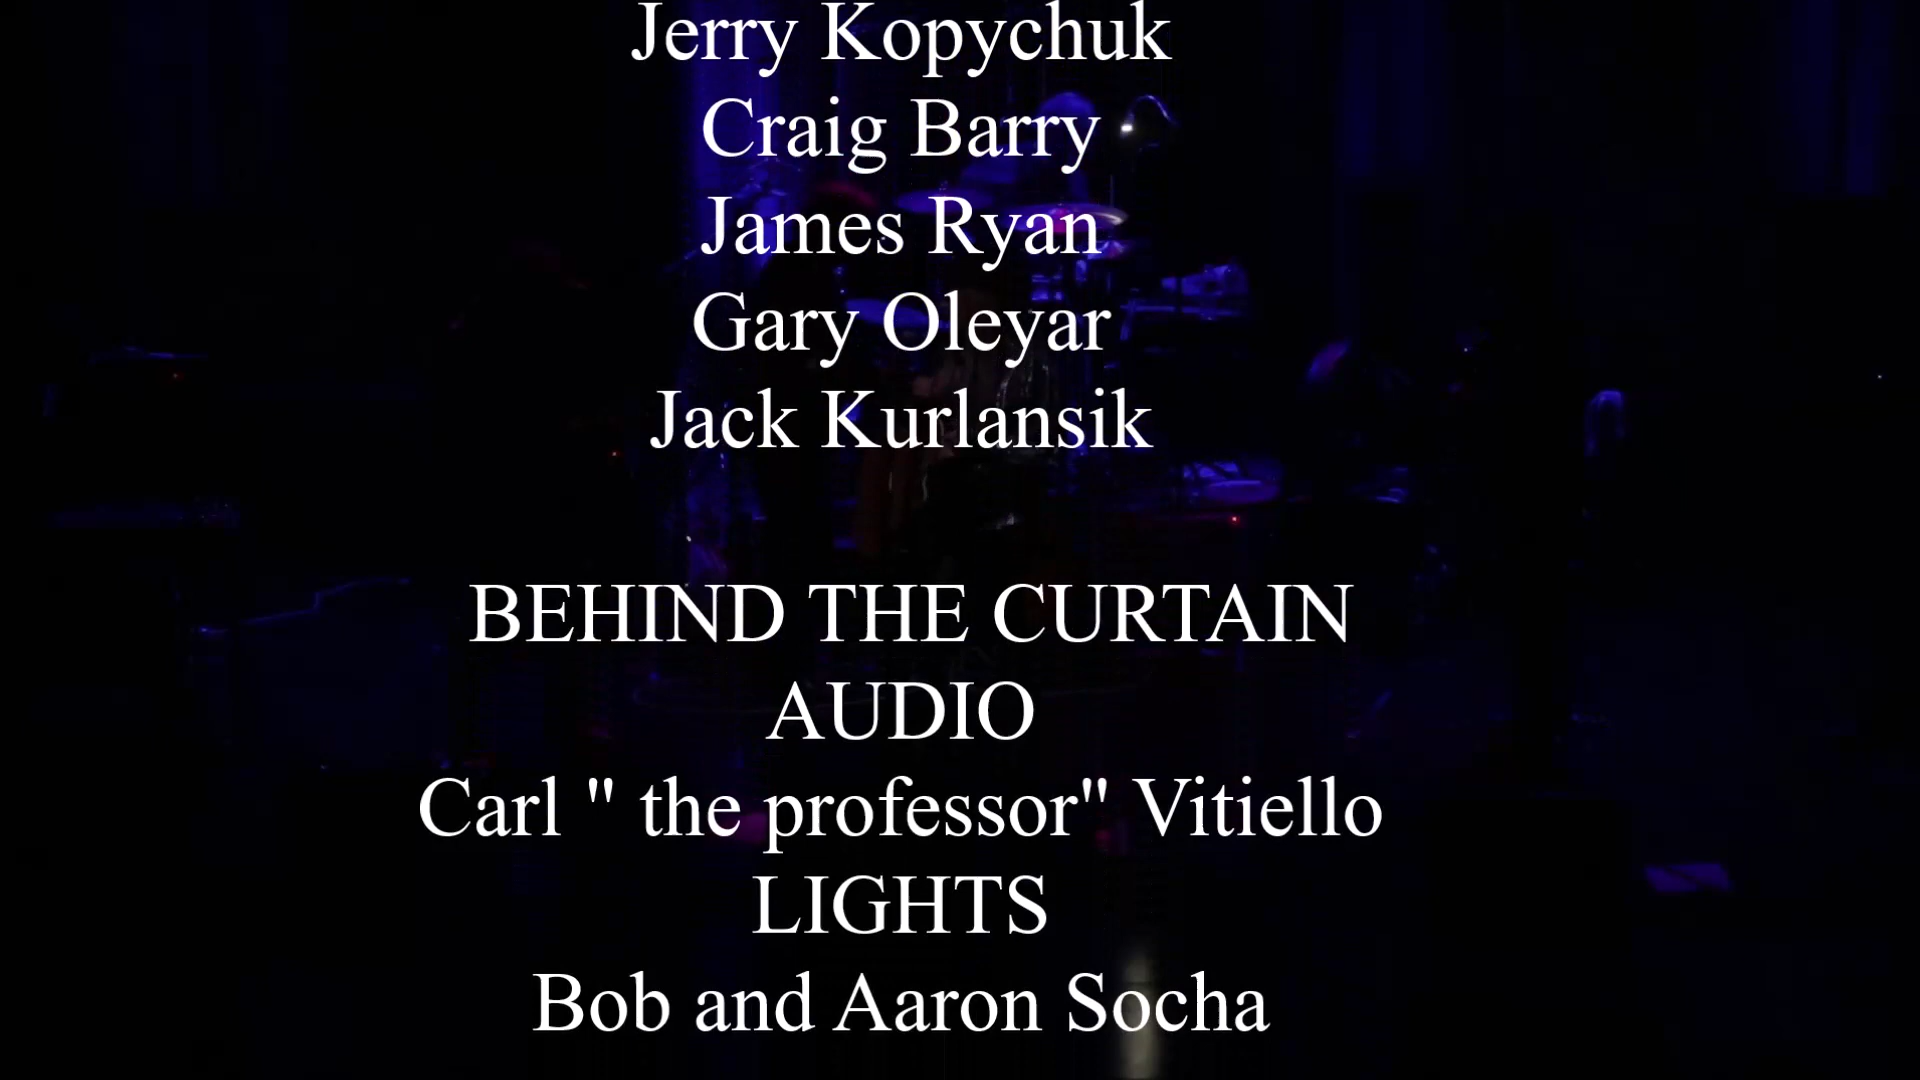 Jerry Kopychuk
Craig Barry
James Ryan
Gary Oleyar
Jack Kurlansik
BEHIND THE CURTAIN
AUDIO
Carl " the professor" Vitiello
LIGHTS
Bob and Aaron Socha